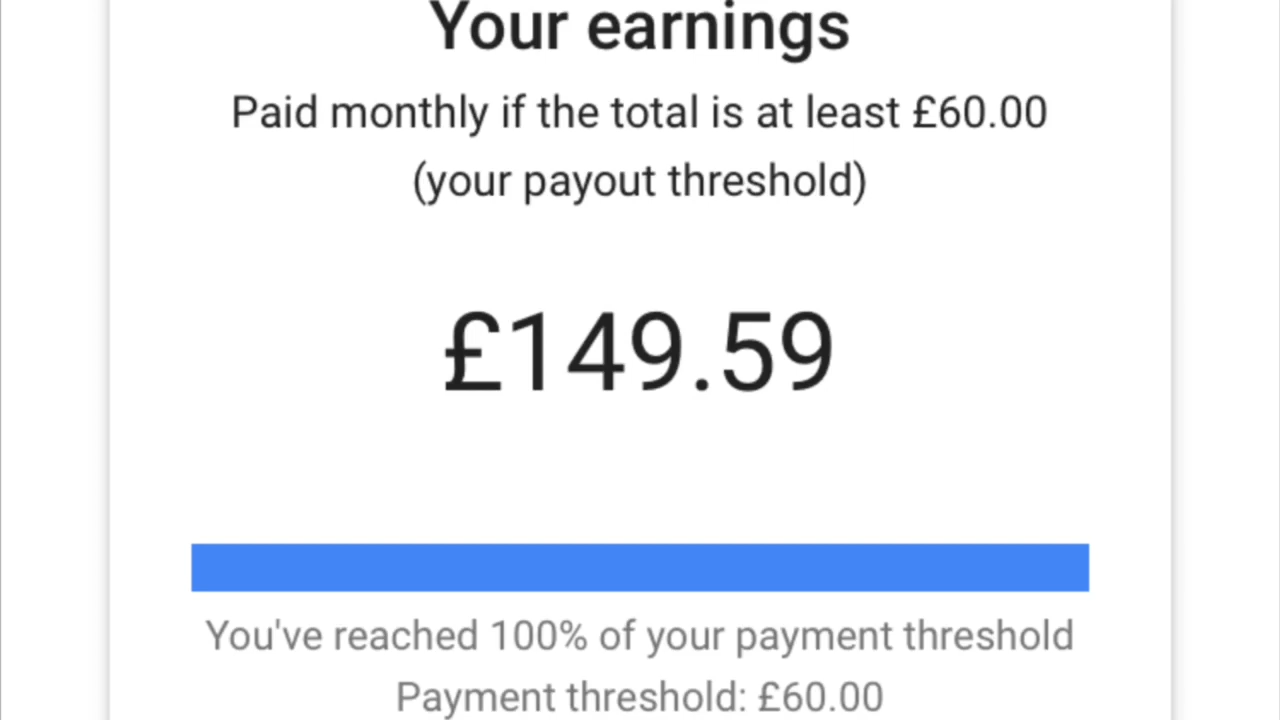 Your earnings
Paid monthly if the total is at least £60.00
(your payout threshold)
£149.59
You've reached 100% of your payment threshold
Payment threshold: £60.00